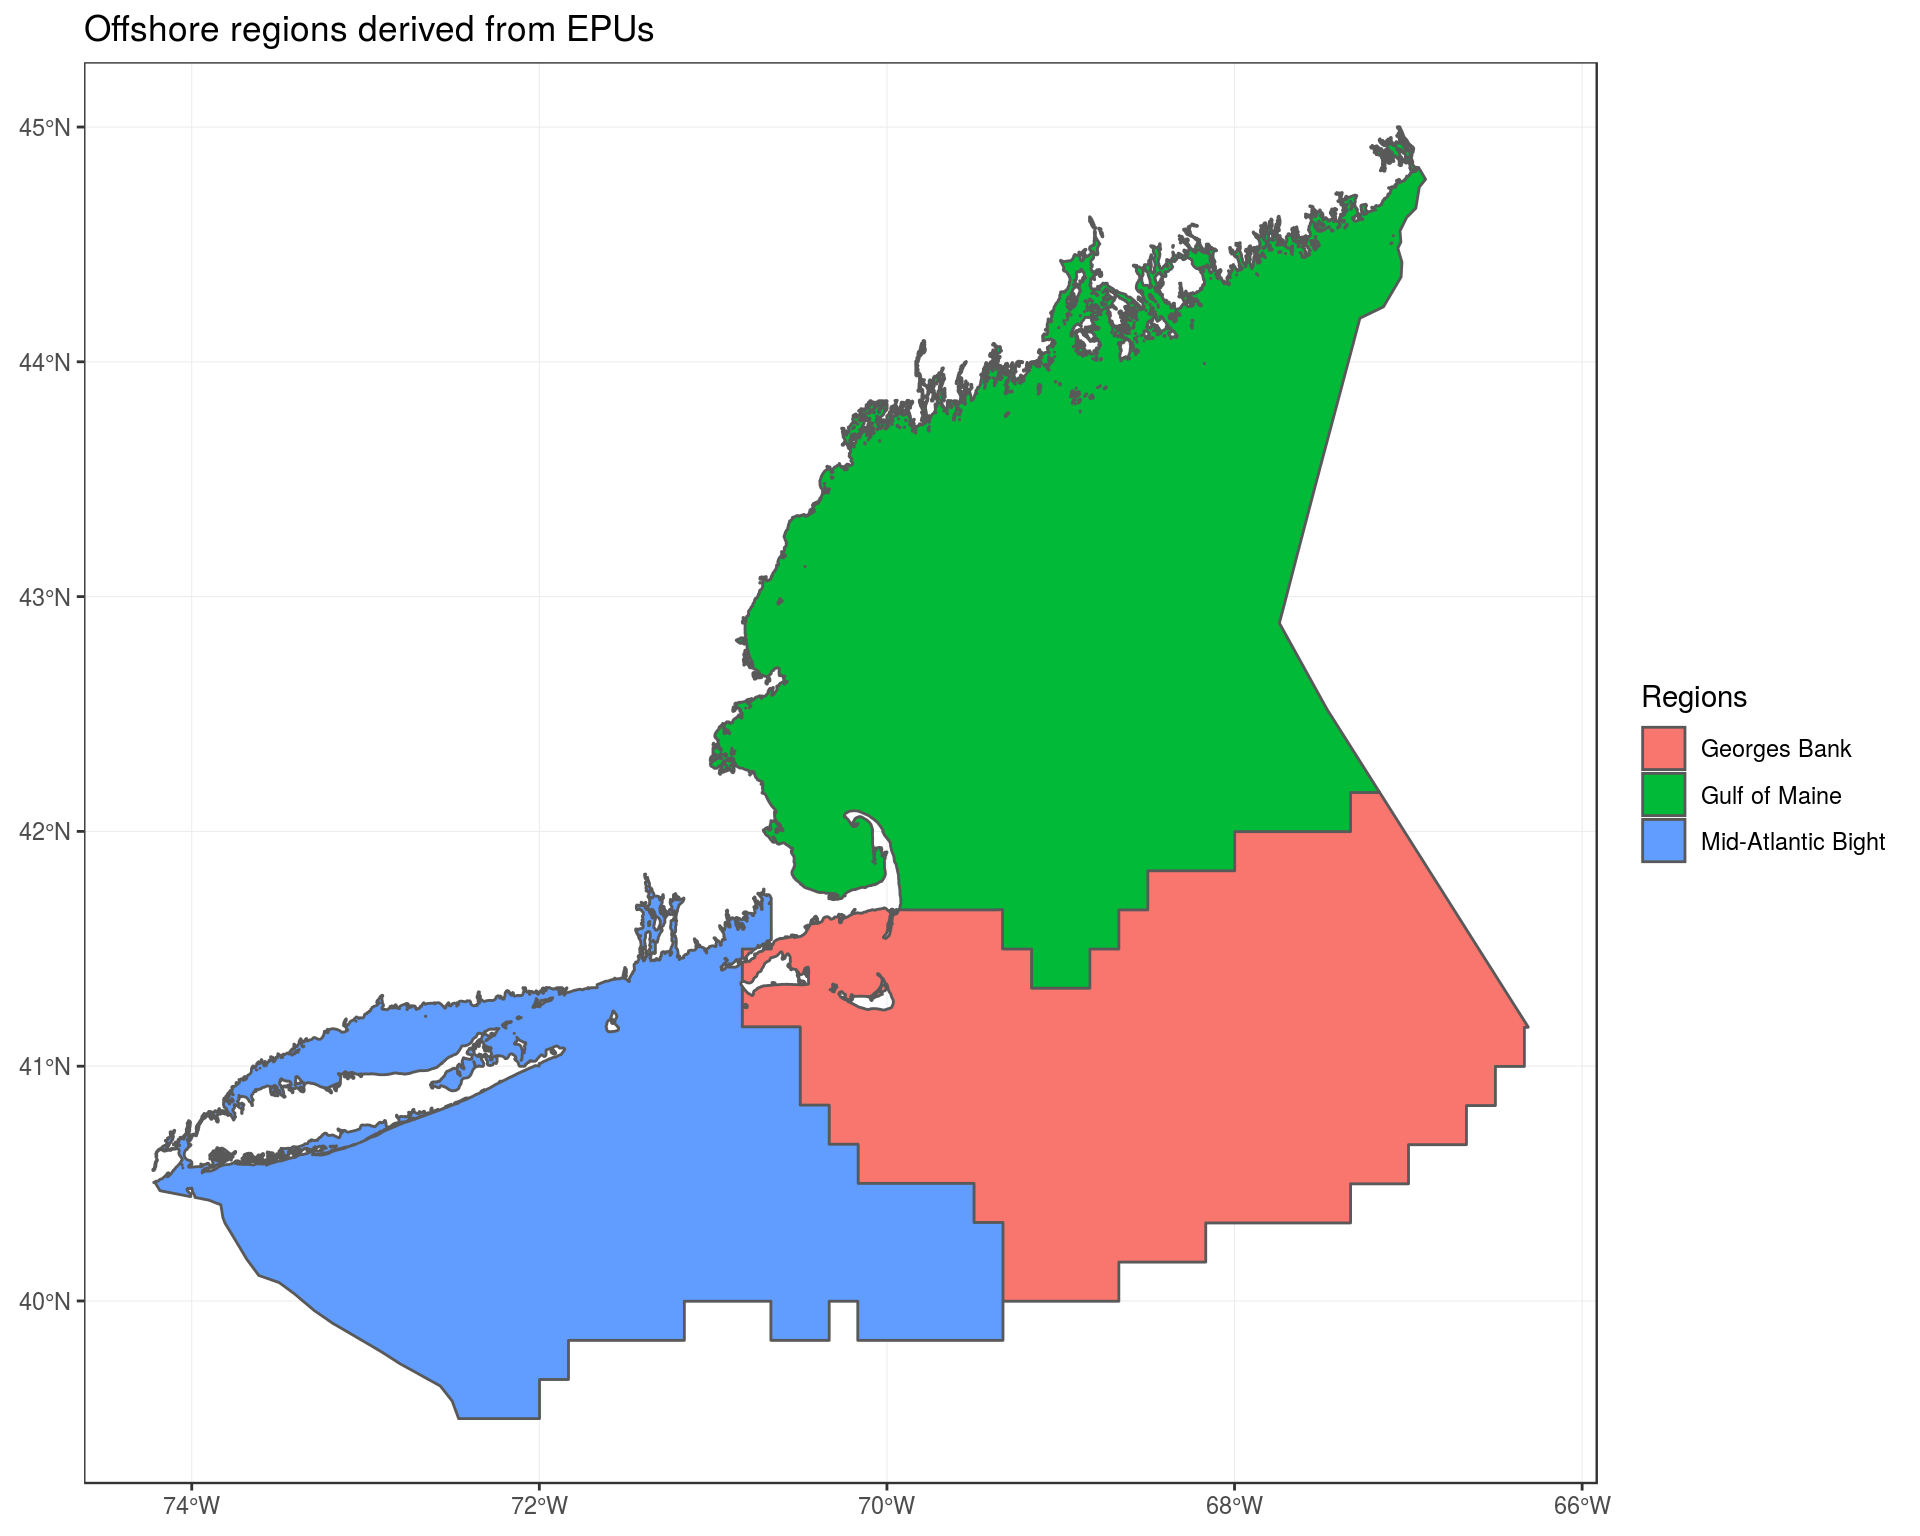 Offshore regions derived from EPUs
45°N
44°N
43°N
42°N
41°N
40°N
74°W
72°W
70°W
68°W
66°W
Regions
Georges Bank
Gulf of Maine
Mid-Atlantic Bight